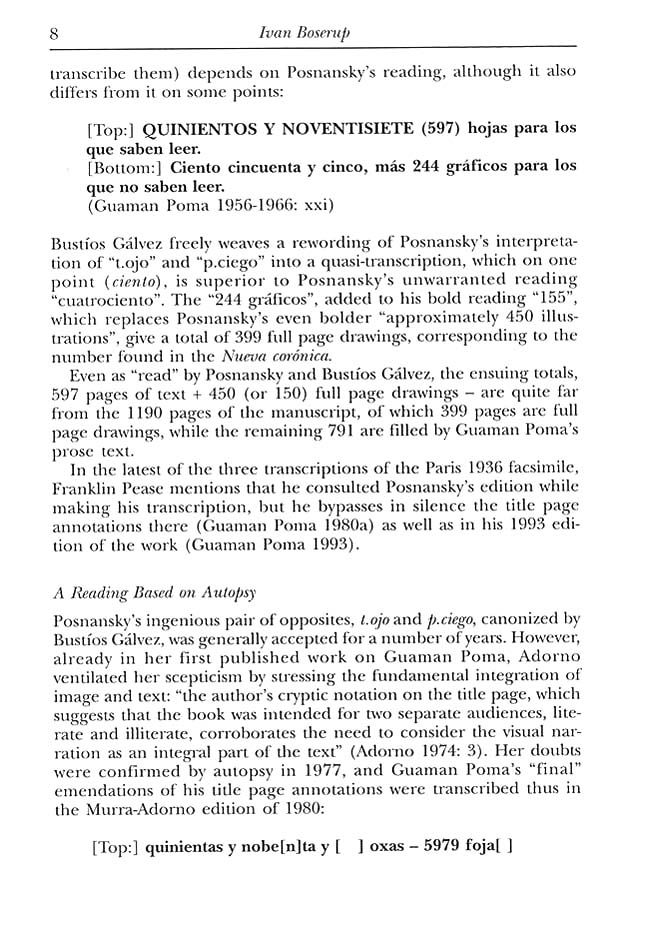 8 Ivan Boserup
transcribe them) depends on Posnansky's reading, although it also
differs from it on some points:
[Top:] QUINIENTOS Y NOVENTISIETE (597) hojas para los
que saben leer.
[Bottom:] Ciento cincuenta y cinco, más 244 gráficos para los
que no saben leer.
(Guaman Poma 1956-1966: xxi)
Bustíos Gálvez freely weaves a rewording of Posnansky's interpreta-
tion of “t.ojo” and “p.ciego” into a quasi-transcription, which on one
point (ciento), is superior to Posnansky's unwarranted reading
“cuatrociento”. The “244 gráficos”, added to his bold reading “155”,
which replaces Posnansky's even bolder “approximately 450 illus-
trations”, give a total of 399 full page drawings, corresponding to the
number found in the Nueva corónica.
Even as “read” by Posnansky and Bustíos Gálvez, the ensuing totals,
597 pages of text + 450 (or 150) full page drawings – are quite far
from the 1190 pages of the manuscript, of which 399 pages are full
page drawings, while the remaining 791 are filled by Guaman Poma's
prose text.
In the latest of the three transcriptions of the Paris 1936 facsimile,
Franklin Pease mentions that he consulted Posnansky's edition while
making his transcription, but he bypasses in silence the title page
annotations there (Guaman Poma 1980a) as well as in his 1993 edi-
tion of the work (Guaman Poma 1993).
A Reading Based on Autopsy
Posnansky's ingenious pair of opposites, t.ojo and p.ciego, canonized by
Bustíos Gálvez, was generally accepted for a number of years. However,
already in her first published work on Guaman Poma, Adorno
ventilated her scepticism by stressing the fundamental integration of
image and text: “the author's cryptic notation on the title page, which
suggests that the book was intended for two separate audiences, lite-
rate and illiterate, corroborates the need to consider the visual nar-
ration as an integral part of the text” (Adorno 1974: 3). Her doubts
were confirmed by autopsy in 1977, and Guaman Poma's “final”
emendations of his title page annotations were transcribed thus in
the Murra-Adorno edition of 1980:
[Top:] quinientas y nobe[n]ta y [ ] oxas – 5979 foja[ ]